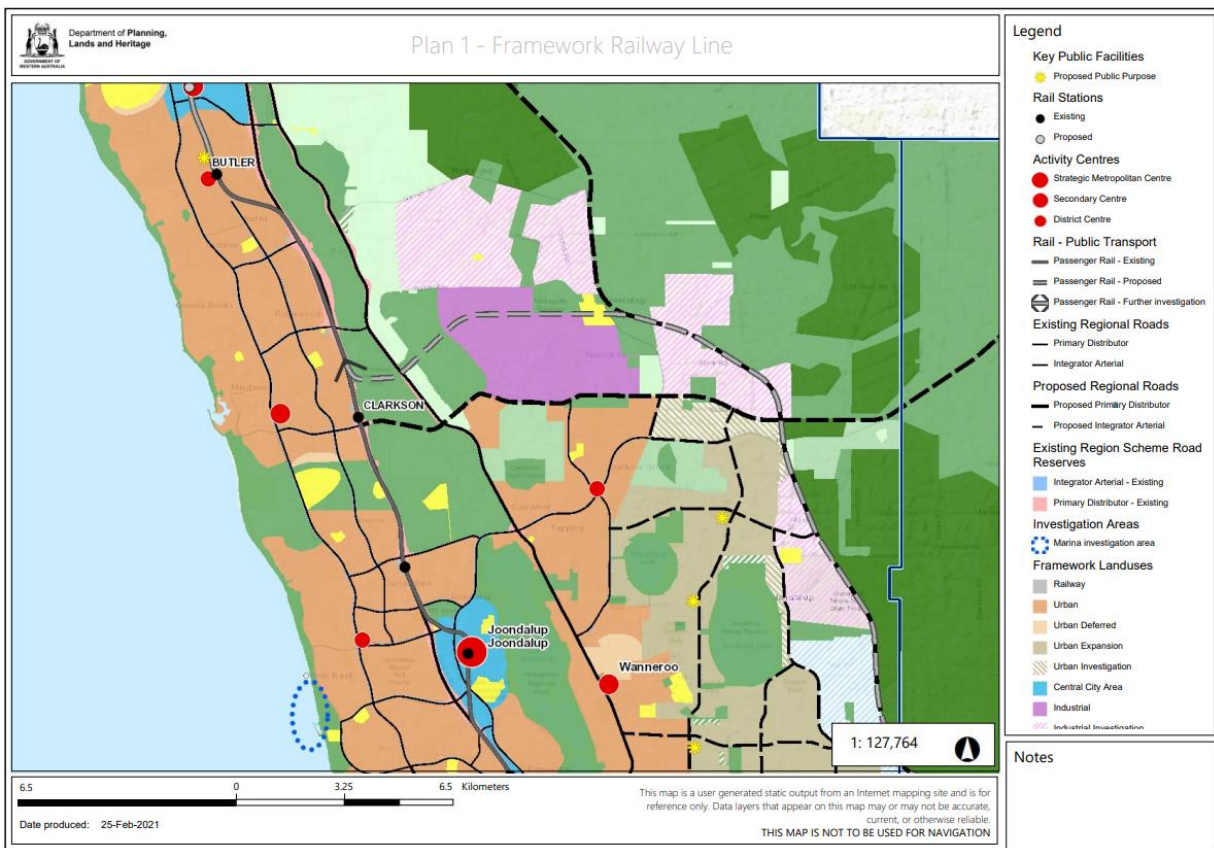 Department of Planning,
Lands and Heritage
GOVERNMENT OF
WESTERN AUSTRALIA
Plan 1 - Framework Railway Line
BUTLER
CLARKSON
Joondalup
Joondalup
Wanneroo
1: 127,764
Legend
Key Public Facilities
Proposed Public Purpose
Rail Stations
Existing
Proposed
Activity Centres
Strategic Metropolitan Centre
Secondary Centre
District Centre
Rail - Public Transport
Passenger Rail - Existing
Passenger Rail - Proposed
Passenger Rail - Further investigation
Existing Regional Roads
Primary Distributor
Integrator Arterial
Proposed Regional Roads
Proposed Primary Distributor
Proposed Integrator Arterial
Existing Region Scheme Road
Reserves
Integrator Arterial - Existing
Primary Distributor - Existing
Investigation Areas
Marina investigation area
Framework Landuses
Railway
Urban
Urban Deferred
Urban Expansion
Urban Investigation
Central City Area
Industrial
Industrial Investigation
Notes
6.5 0 3.25 6.5 Kilometers
Date produced: 25-Feb-2021
This map is a user generated static output from an Internet mapping site and is for
reference only. Data layers that appear on this map may or may not be accurate,
current, or otherwise reliable.
THIS MAP IS NOT TO BE USED FOR NAVIGATION